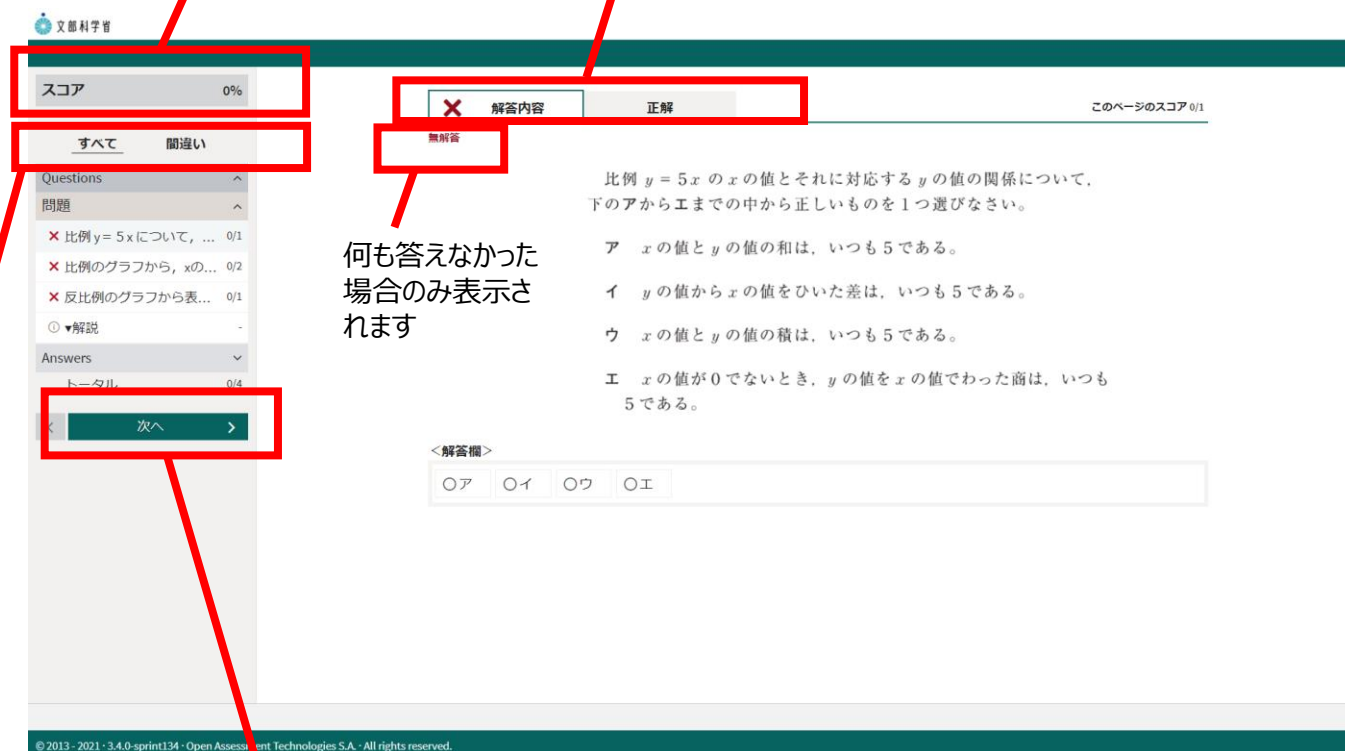 文部科学省
スコア 0%
すべて 間違い
Questions
問題
比例 y= 5xについて, ... 0/1
比例のグラフから, xの... 0/2
反比例のグラフから表... 0/1
▾解説 -
Answers
トータル 0/4
次へ
解答内容 正解 このページのスコア 0/1
無解答
何も答えなかった
場合のみ表示さ
れます
比例 y = 5x の x の値とそれに対応する y の値の関係について,
下のアからエまでの中から正しいものを1つ選びなさい。
ア x の値と y の値の和は, いつも5である。
イ y の値から x の値をひいた差は, いつも5である。
ウ x の値と y の値の積は, いつも5である。
エ x の値が0でないとき, y の値を x の値でわった商は, いつも
5である。
<解答欄>
○ア ○イ ○ウ ○エ
© 2013 - 2021 · 3.4.0-sprint134 · Open Assessment Technologies S.A. · All rights reserved.